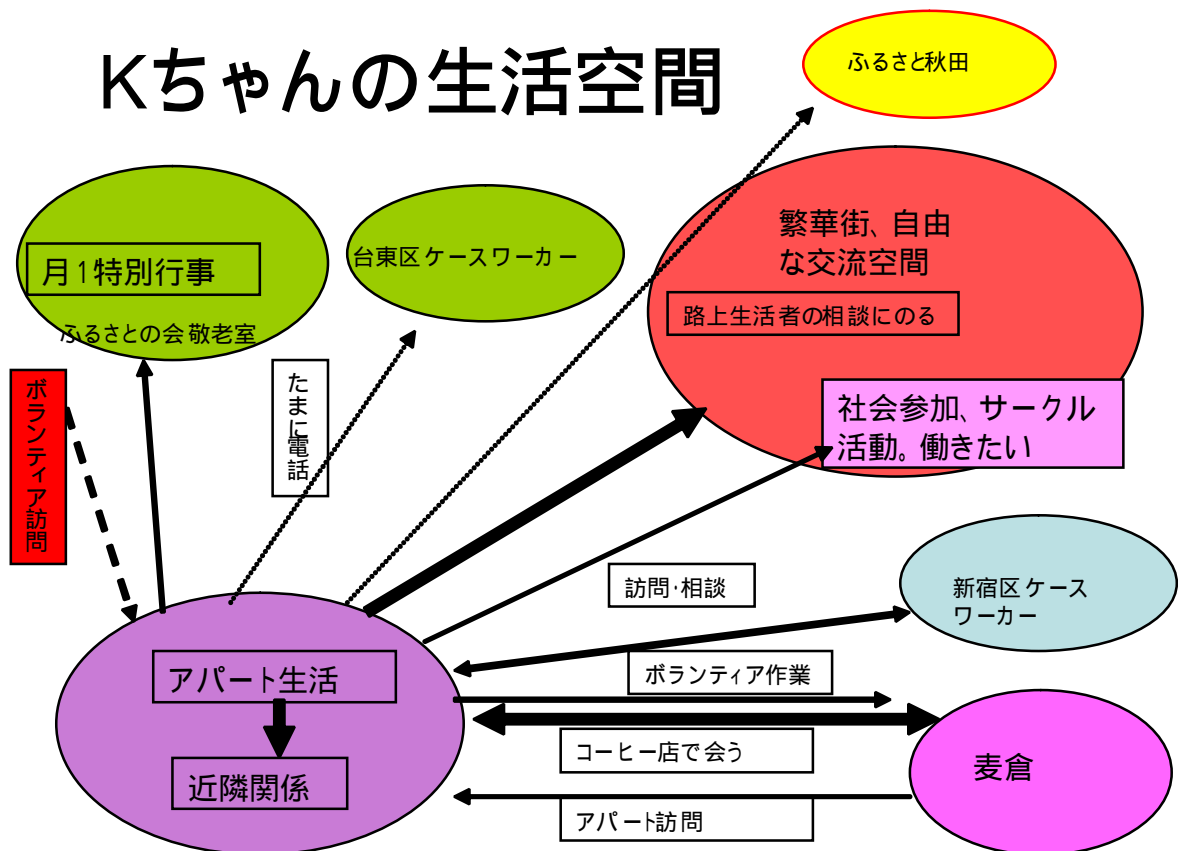 Kちゃんの生活空間
ふるさと秋田
繁華街、自由
な交流空間
路上生活者の相談にのる
社会参加、サークル
活動。働きたい
月1特別行事
ふるさとの会敬老室
台東区ケースワーカー
ボランティア訪問
たまに電話
訪問・相談
新宿区ケース
ワーカー
ボランティア作業
アパート生活
近隣関係
コーヒー店で会う
麦倉
アパート訪問